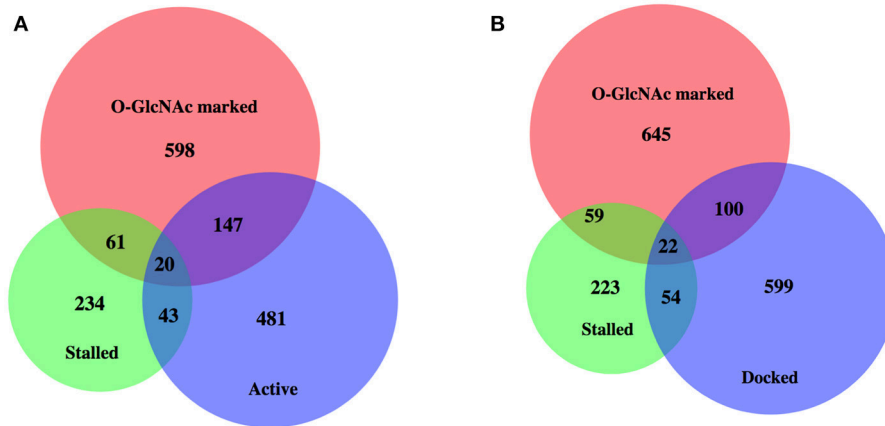 A
O-GlcNAc marked
598
147
61
20
234
43
481
Stalled
Active
B
O-GlcNAc marked
645
59
100
22
223
54
599
Stalled
Docked